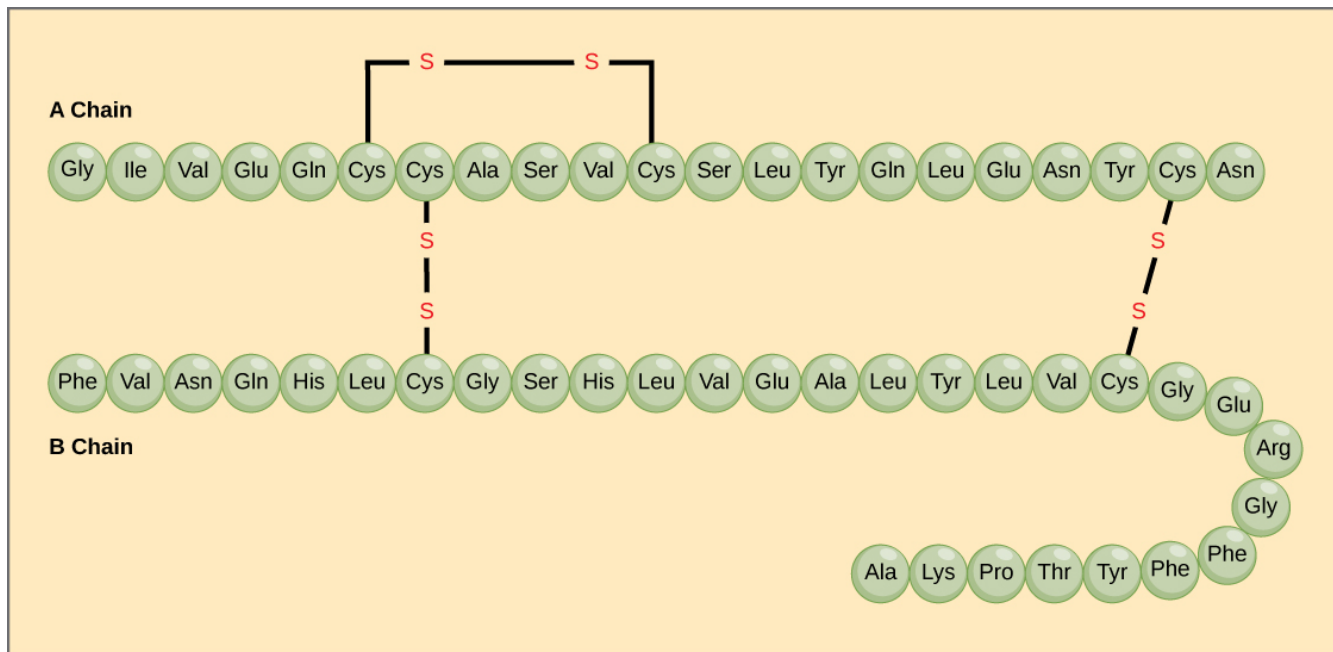 S S
A Chain
Gly Ile Val Glu Gln Cys Cys Ala Ser Val Cys Ser Leu Tyr Gln Leu Glu Asn Tyr Cys Asn
S S
S S
Phe Val Asn Gln His Leu Cys Gly Ser His Leu Val Glu Ala Leu Tyr Leu Val Cys Gly Glu
B Chain
Arg
Gly
Ala Lys Pro Thr Tyr Phe Phe